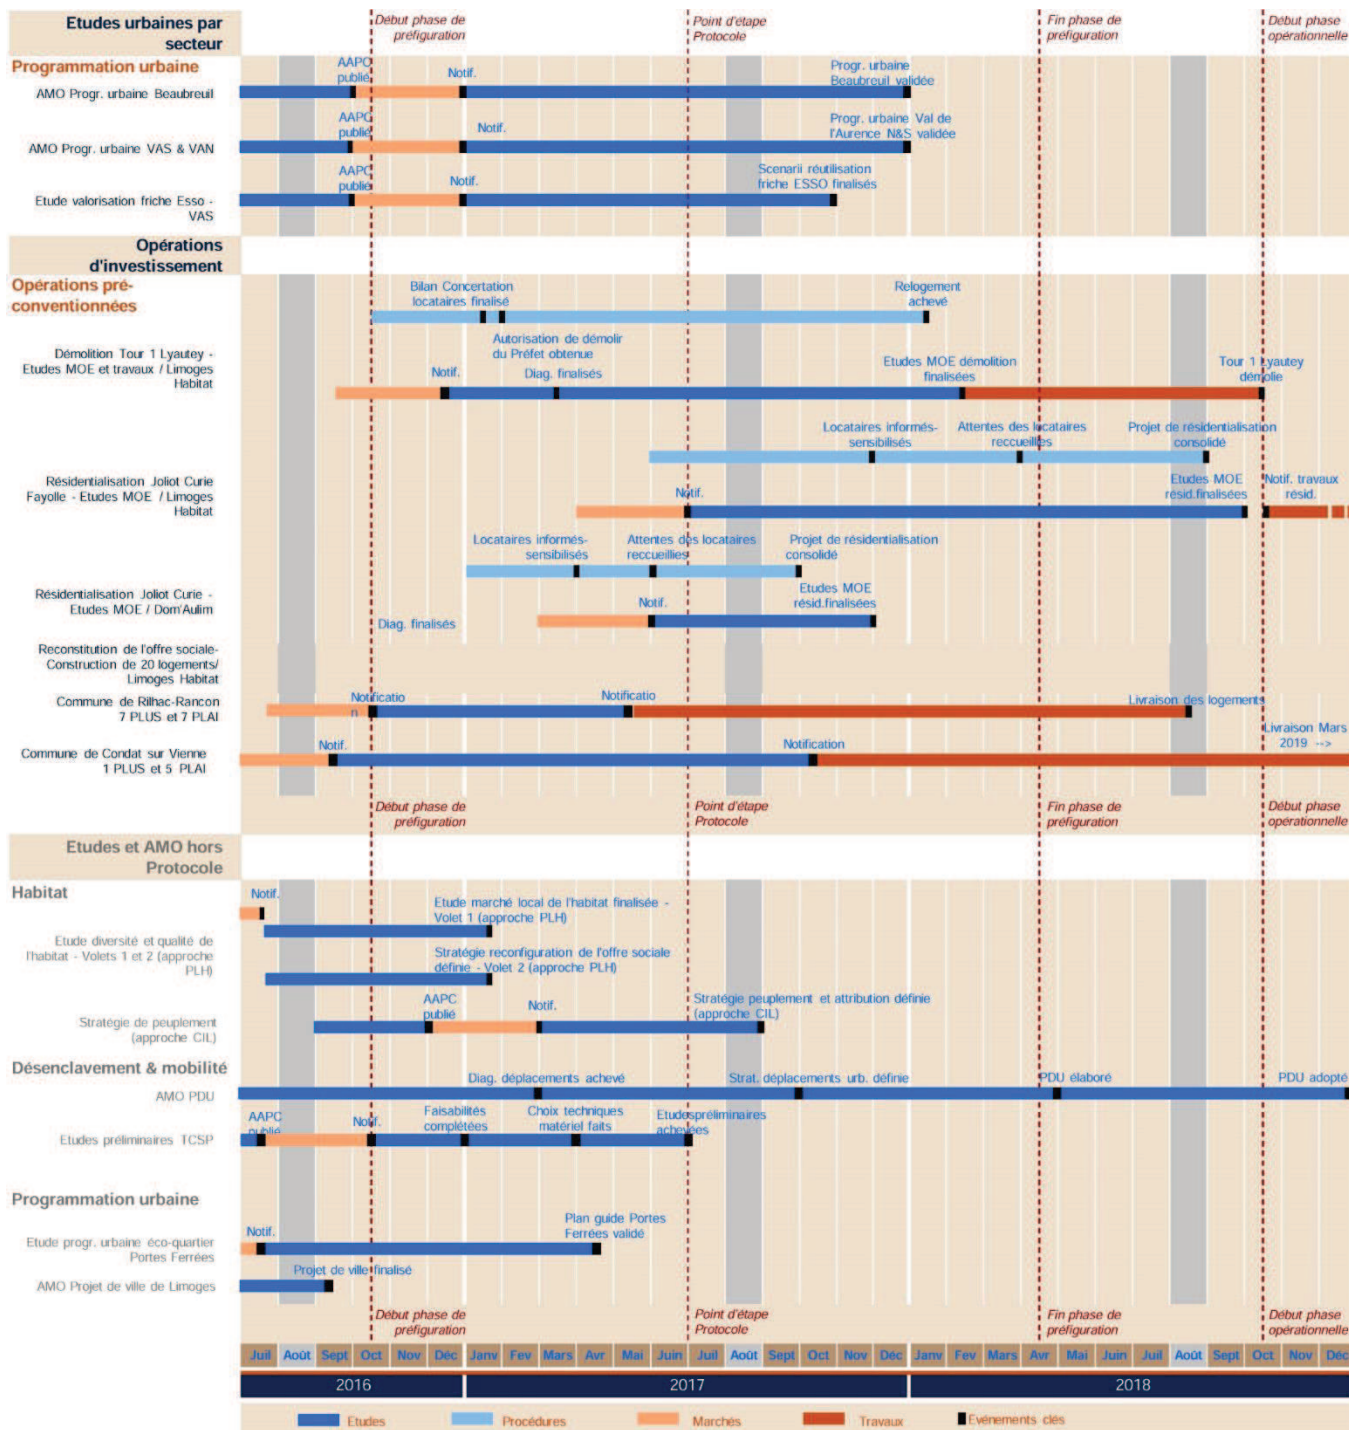 Etudes urbaines par
secteur
Début phase de
préfiguration
Point d'étape
Protocole
Fin phase de
préfiguration
Début phase
opérationnelle
Programmation urbaine
AAPC
publié
Notif.
Progr. urbaine
Beaubreuil validée
AMO Progr. urbaine Beaubreuil
AAPC
publié
Notif.
Progr. urbaine Val de
l'Aurence N&S validée
AMO Progr. urbaine VAS & VAN
AAPC
publié
Notif.
Scenarii réutilisation
friche ESSO finalisés
Etude valorisation friche Esso -
VAS
Opérations
d'investissement
Opérations pré-
conventionnées
Bilan Concertation
locataires finalisé
Relogement
achevé
Autorisation de démolir
du Préfet obtenue
Démolition Tour 1 Lyautey -
Etudes MOE et travaux / Limoges
Habitat
Notif.
Diag. finalisés
Etudes MOE démolition
finalisées
Tour 1 Lyautey
démolie
Locataires informés-
sensibilisés
Attentes des locataires
reccueillies
Projet de résidentialisation
consolidé
Résidentialisation Joliot Curie
Fayolle - Etudes MOE / Limoges
Habitat
Notif.
Etudes MOE
résid.finalisées
Notif. travaux
résid.
Locataires informés-
sensibilisés
Attentes des locataires
reccueillies
Projet de résidentialisation
consolidé
Résidentialisation Joliot Curie -
Etudes MOE / Dom'Aulim
Diag. finalisés
Notif.
Etudes MOE
résid.finalisées
Reconstitution de l'offre sociale-
Construction de 20 logements/
Limoges Habitat
Commune de Rilhac-Rancon
7 PLUS et 7 PLAI
Notificatio
n
Notificatio
Livraison des logements
Commune de Condat sur Vienne
1 PLUS et 5 PLAI
Notif.
Notification
Livraison Mars
2019 -->
Début phase de
préfiguration
Point d'étape
Protocole
Fin phase de
préfiguration
Début phase
opérationnelle
Etudes et AMO hors
Protocole
Habitat
Notif.
Etude marché local de l'habitat finalisée -
Volet 1 (approche PLH)
Etude diversité et qualité de
l'habitat - Volets 1 et 2 (approche
PLH)
Stratégie reconfiguration de l'offre sociale
définie - Volet 2 (approche PLH)
Stratégie de peuplement
(approche CIL)
AAPC
publié
Notif.
Stratégie peuplement et attribution définie
(approche CIL)
Désenclavement & mobilité
AMO PDU
Diag. déplacements achevé
Strat. déplacements urb. définie
PDU élaboré
PDU adopté
Etudes préliminaires TCSP
AAPC
publié
Notif.
Faisabilités
complétées
Choix techniques
matériel faits
Etudespréliminaires
achevées
Programmation urbaine
Etude progr. urbaine éco-quartier
Portes Ferrées
Notif.
Plan guide Portes
Ferrées validé
AMO Projet de ville de Limoges
Projet de ville finalisé
Début phase de
préfiguration
Point d'étape
Protocole
Fin phase de
préfiguration
Début phase
opérationnelle
Juil Août Sept Oct Nov Déc Janv Fev Mars Avr Mai Juin Juil Août Sept Oct Nov Déc Janv Fev Mars Avr Mai Juin Juil Août Sept Oct Nov Déc
2016 2017 2018
Etudes Procédures Marchés Travaux Evénements clés